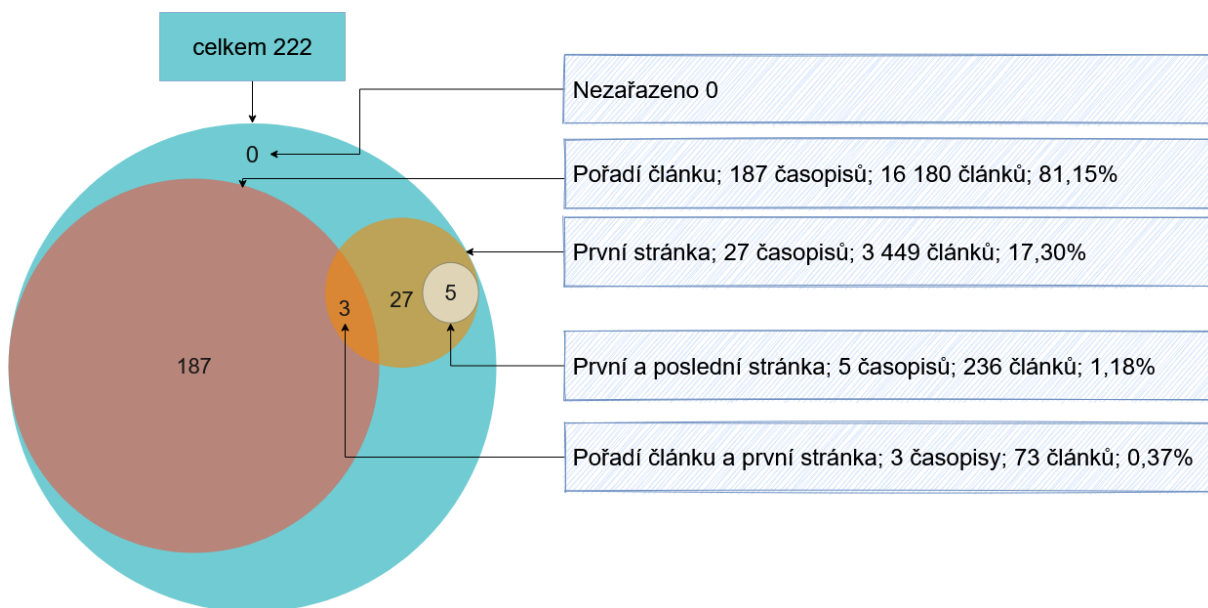 celkem 222
Nezařazeno 0
0
Pořadí článku; 187 časopisů; 16 180 článků; 81,15%
První stránka; 27 časopisů; 3 449 článků; 17,30%
5
27
3
187
První a poslední stránka; 5 časopisů; 236 článků; 1,18%
Pořadí článku a první stránka; 3 časopisy; 73 článků; 0,37%